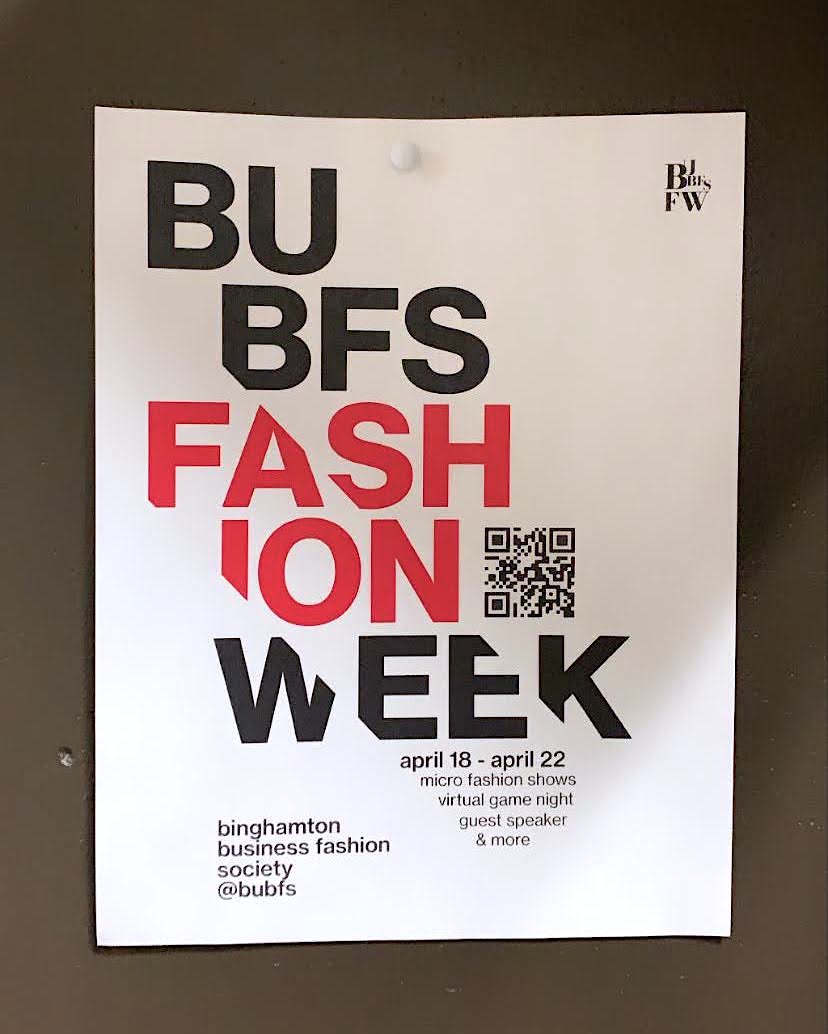 BU
BFS
FASH
ION
WEEK
BU
BFS
FW
april 18 - april 22
micro fashion shows
virtual game night
guest speaker
& more
binghamton
business fashion
society
@bubfs